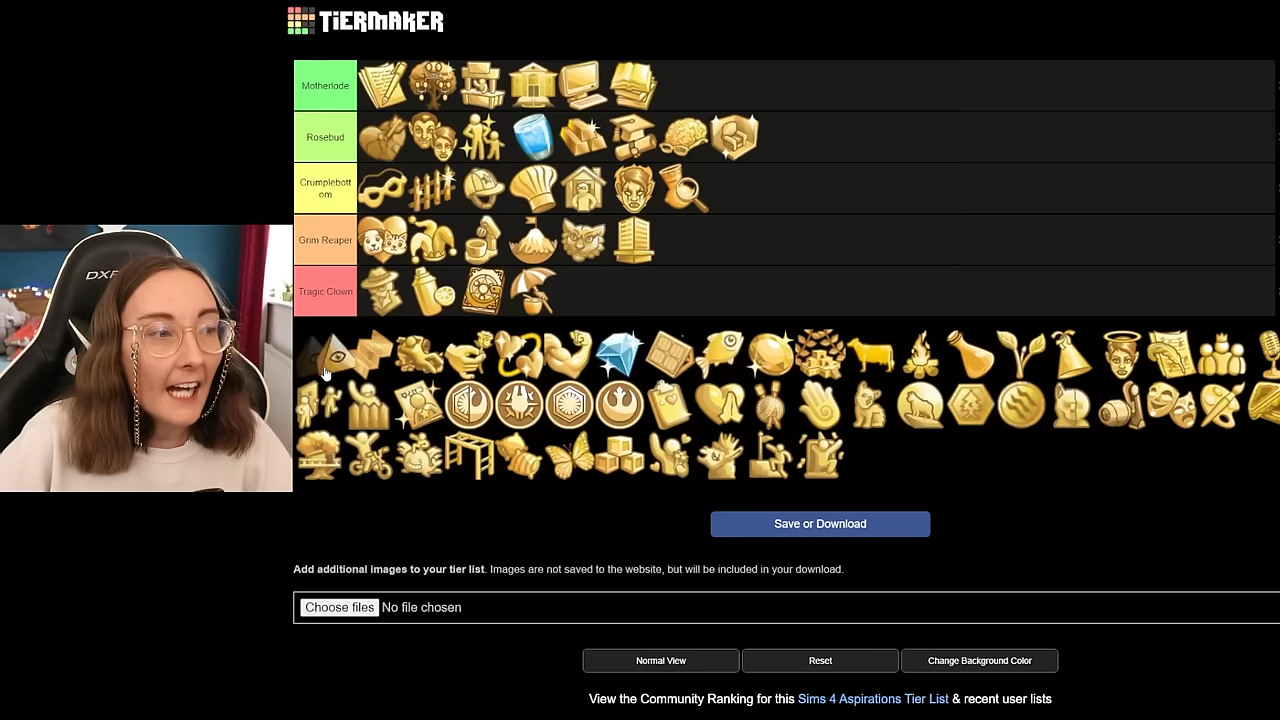 TiERMAKER
Motherlode
Rosebud
Crumplebott
om
Grim Reaper
Tragic Clown
Save or Download
Add additional images to your tier list. Images are not saved to the website, but will be included in your download.
Choose files No file chosen
Normal View
Reset
Change Background Color
View the Community Ranking for this Sims 4 Aspirations Tier List & recent user lists